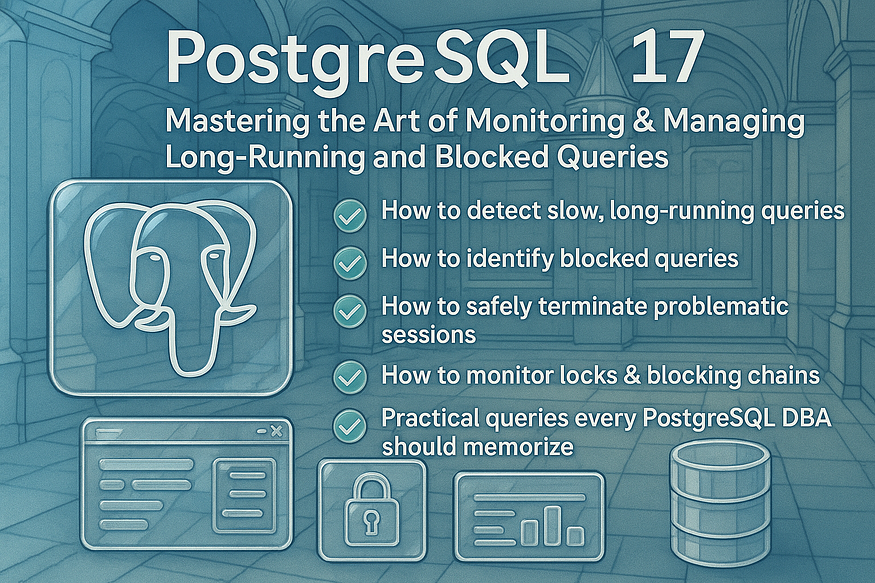 PostgreSQL 17
Mastering the Art of Monitoring & Managing
Long-Running and Blocked Queries
How to detect slow, long-running queries
How to identify blocked queries
How to safely terminate problematic
sessions
How to monitor locks & blocking chains
Practical queries every PostgreSQL DBA
should memorize